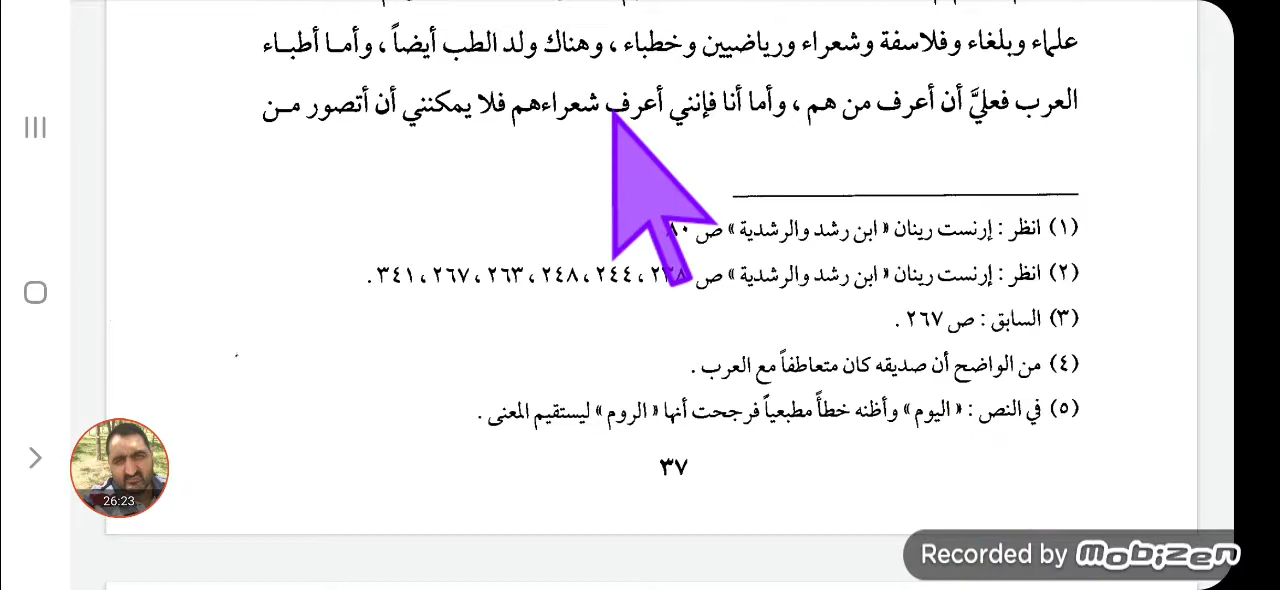 علماء وبلغاء وفلاسفة وشعراء ورياضيين وخطباء ، وهناك ولد الطب أيضاً ، وأما أطباء
العرب فعليَّ أن أعرف من هم ، وأما أنا فإنني أعرف شعراءهم فلا يمكنني أن أتصور من
(١) انظر : إرنست رينان « ابن رشد والرشدية » ص ٨٠
(٢) انظر : إرنست رينان « ابن رشد والرشدية » ص ، ٢٤٤ ، ٢٤٨ ، ٢٦٣ ، ٢٦٧ ، ٣٤١ .
(٣) السابق : ص ٢٦٧ .
(٤) من الواضح أن صديقه كان متعاطفاً مع العرب .
(٥) في النص : « اليوم » وأظنه خطأً مطبعياً فرجحت أنها « الروم » ليستقيم المعنى .
٣٧
26:23
Recorded by mobizen